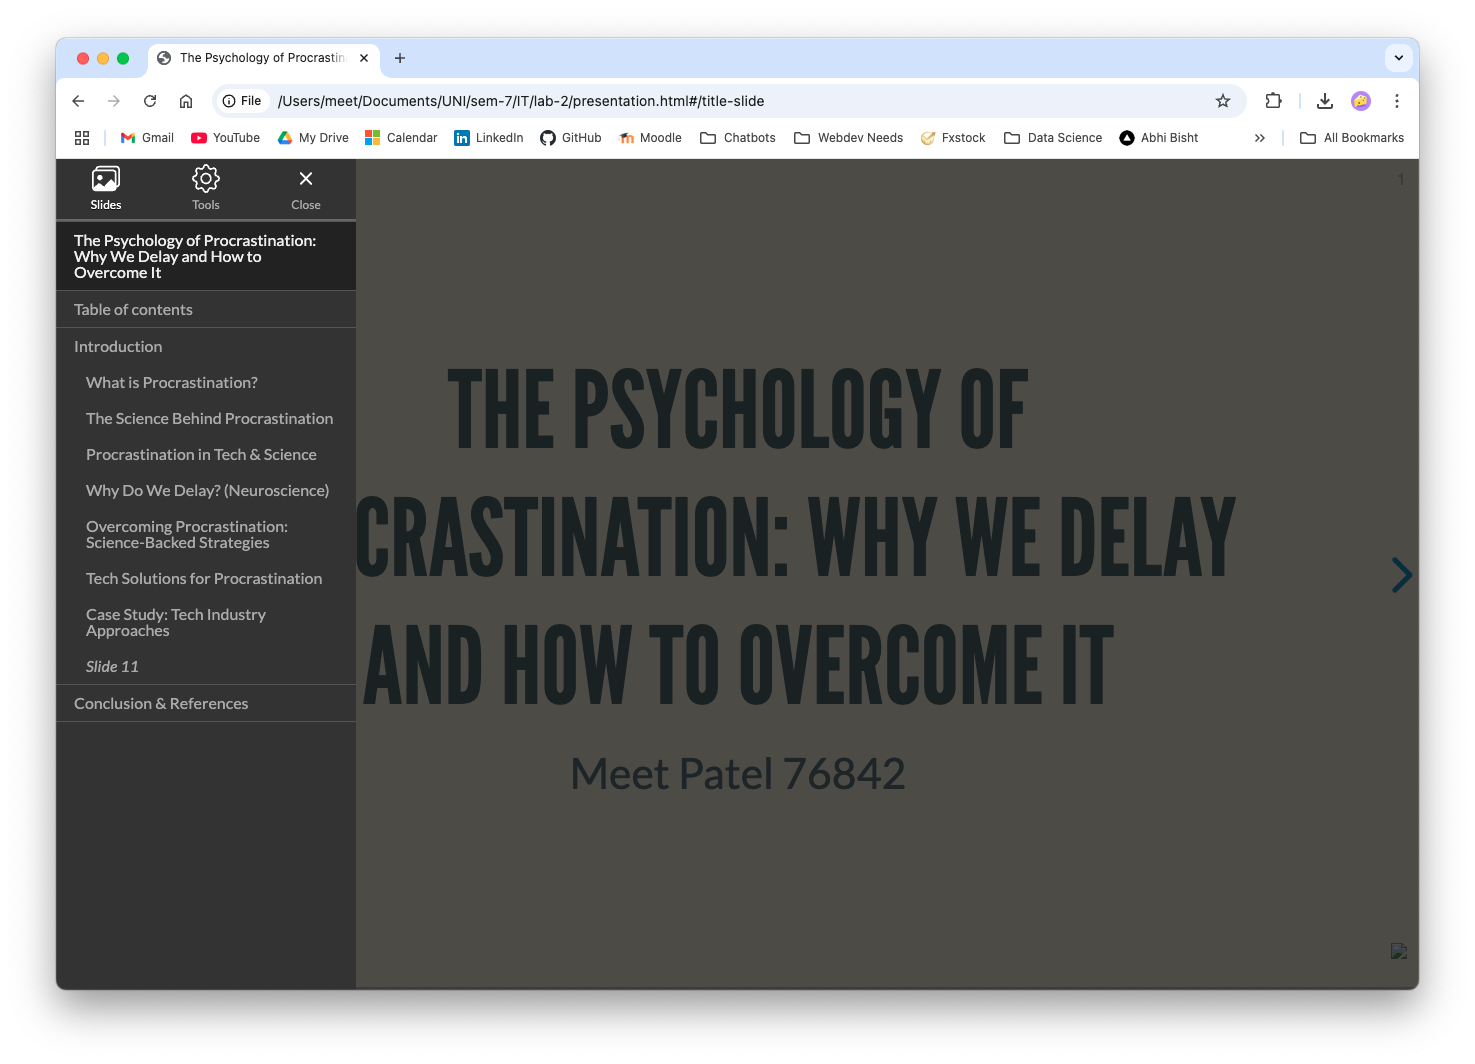 The Psychology of Procrastin
File
/Users/meet/Documents/UNI/sem-7/IT/lab-2/presentation.html#/title-slide
Gmail
YouTube
My Drive
Calendar
LinkedIn
GitHub
Moodle
Chatbots
Webdev Needs
Fxstock
Data Science
Abhi Bisht
All Bookmarks
Slides
Tools
Close
The Psychology of Procrastination:
Why We Delay and How to
Overcome It
Table of contents
Introduction
What is Procrastination?
The Science Behind Procrastination
Procrastination in Tech & Science
Why Do We Delay? (Neuroscience)
Overcoming Procrastination:
Science-Backed Strategies
Tech Solutions for Procrastination
Case Study: Tech Industry
Approaches
Slide 11
Conclusion & References
1
THE PSYCHOLOGY OF
CRASTINATION: WHY WE DELAY
AND HOW TO OVERCOME IT
Meet Patel 76842